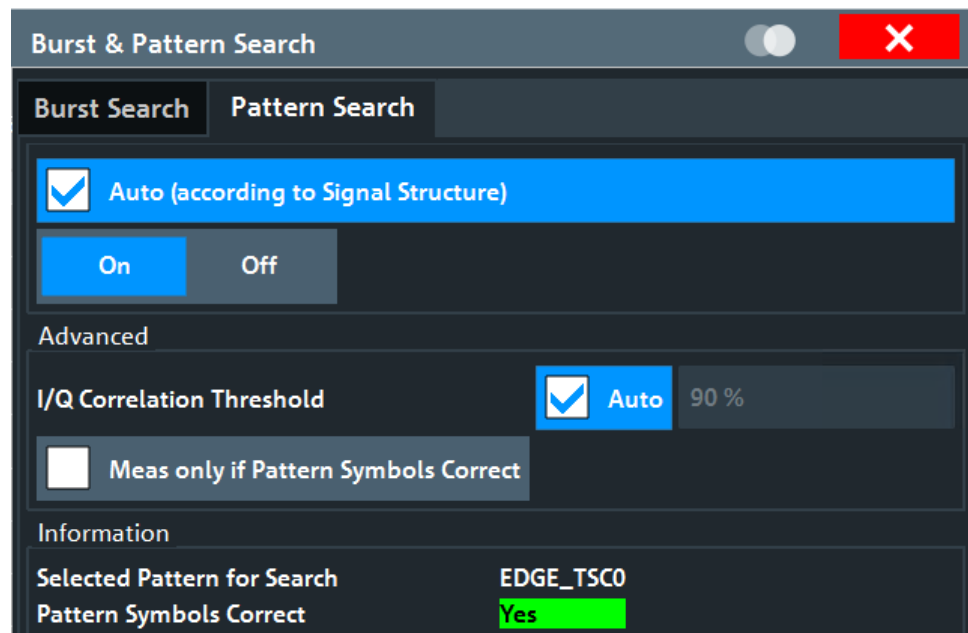 Burst & Pattern Search
Burst Search Pattern Search
Auto (according to Signal Structure)
On Off
Advanced
I/Q Correlation Threshold Auto 90 %
Meas only if Pattern Symbols Correct
Information
Selected Pattern for Search EDGE_TSC0
Pattern Symbols Correct Yes